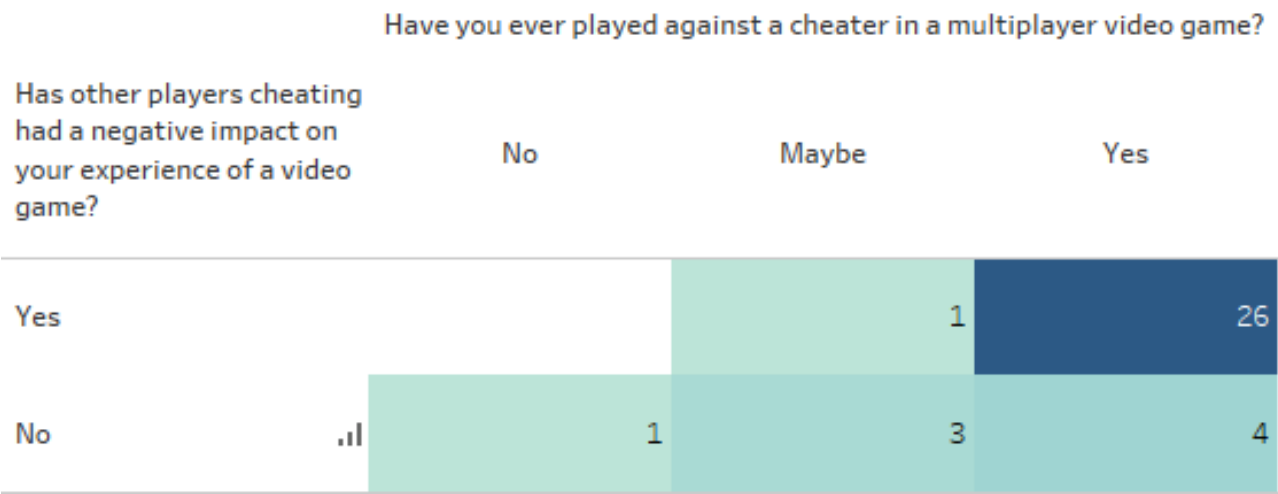 Have you ever played against a cheater in a multiplayer video game?
Has other players cheating
had a negative impact on
your experience of a video
game?
No Maybe Yes
Yes 1 26
No 1 3 4